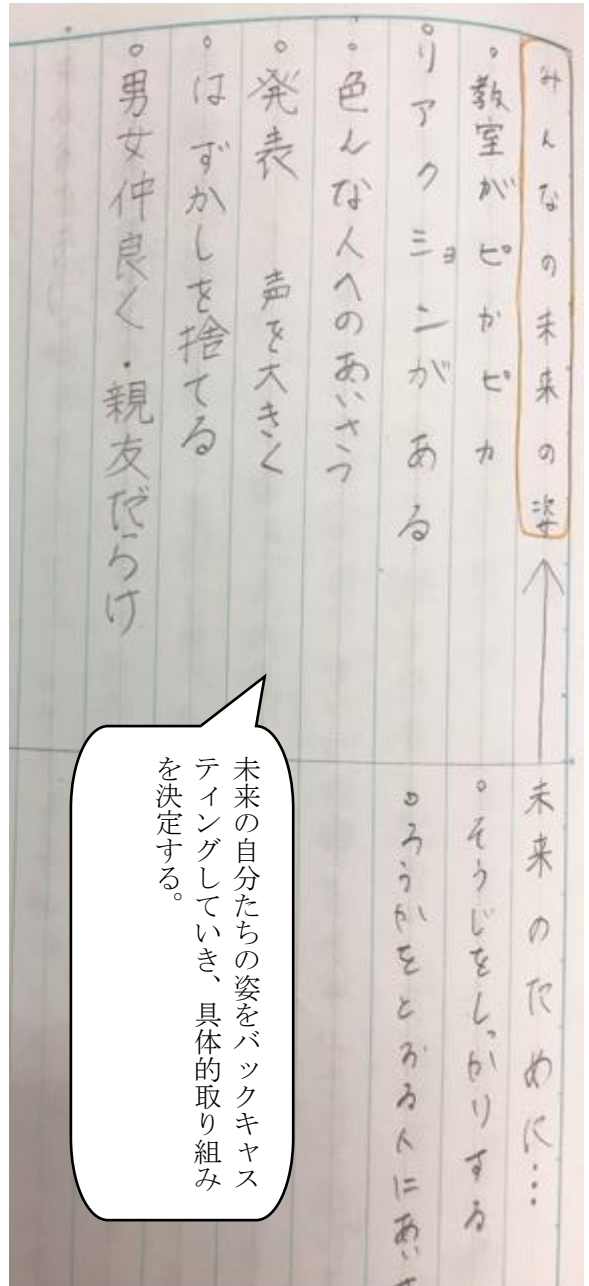 みんなの未来の姿
未来のために…
・教室がピカピカ
・そうじをしっかりする
・リアクションがある
・ろうかをとおる人にあい
・色んな人へのあいさつ
・発表 声を大きく
・はずかしを捨てる
・男女仲良く・親友だらけ
未来の自分たちの姿をバックキャス
ティングしていき、具体的取り組み
を決定する。